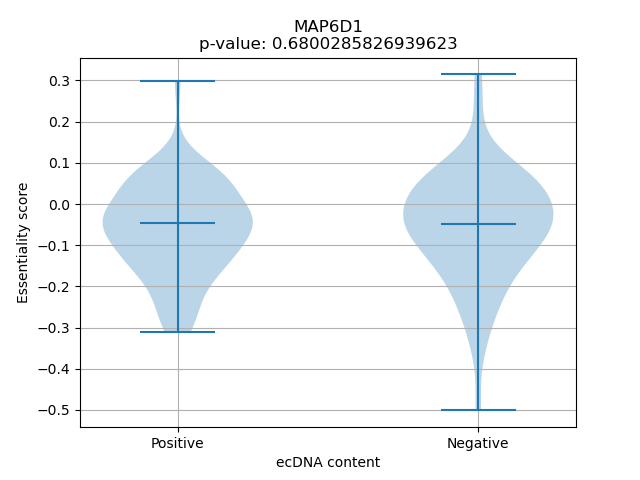 MAP6D1
p-value: 0.6800285826939623
0.3
0.2
0.1
0.0
−0.1
−0.2
−0.3
−0.4
−0.5
Essentiality score
Positive
Negative
ecDNA content